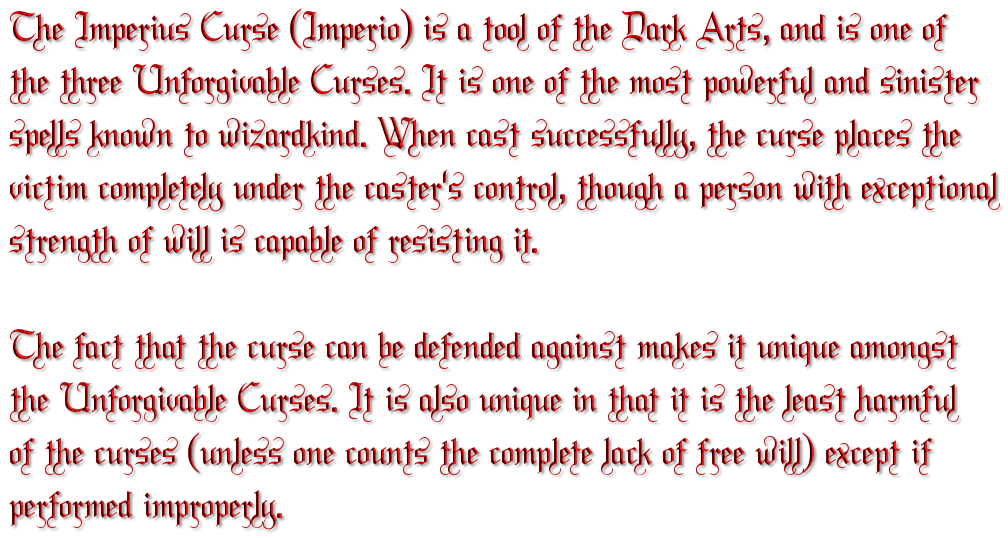 The Imperius Curse (Imperio) is a tool of the Dark Arts, and is one of
the three Unforgivable Curses. It is one of the most powerful and sinister
spells known to wizardkind. When cast successfully, the curse places the
victim completely under the caster's control, though a person with exceptional
strength of will is capable of resisting it.
The fact that the curse can be defended against makes it unique amongst
the Unforgivable Curses. It is also unique in that it is the least harmful
of the curses (unless one counts the complete lack of free will) except if
performed improperly.